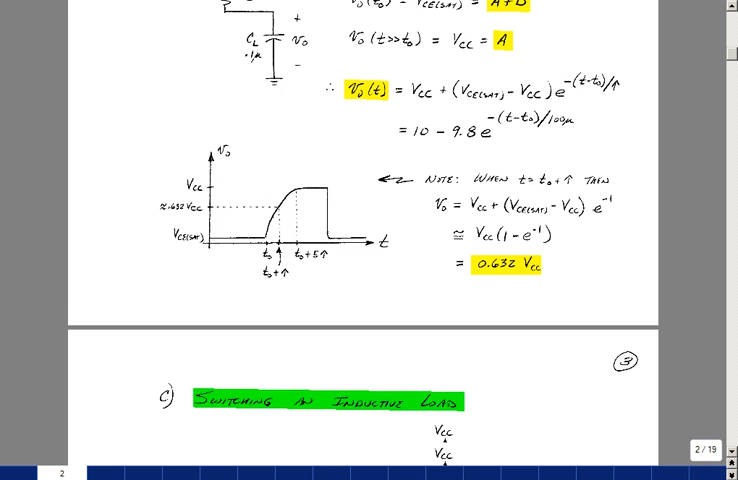 v₀(t₀) - V_CE(SAT) = A+B
+
C_L v₀
.1μ
-
v₀(t>>t₀) = V_CC = A
∴ v₀(t) = V_CC + (V_CE(SAT) - V_CC) e^-(t-t₀)/τ
= 10 - 9.8 e^-(t-t₀)/100μ
v₀
V_CC
≈.632 V_CC
V_CE(SAT)
t₀ t₀+5τ t
t₀+τ
NOTE: WHEN t = t₀+τ THEN
v₀ = V_CC + (V_CE(SAT) - V_CC) e^-1
≅ V_CC (1 - e^-1)
= 0.632 V_CC
3
C) SWITCHING AN INDUCTIVE LOAD
V_CC
V_CC
2 / 19
2